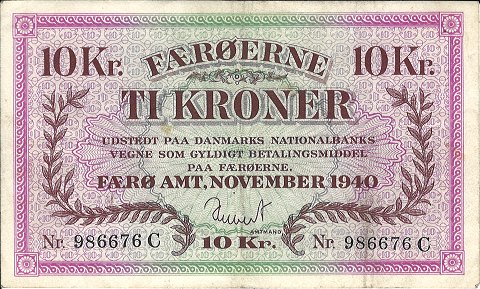 10 Kr. FÆRØERNE 10 Kr.
TI KRONER
UDSTEDT PAA DANMARKS NATIONALBANKS
VEGNE SOM GYLDIGT BETALINGSMIDDEL
PAA FÆRØERNE.
FÆRØ AMT, NOVEMBER 1940
AMTMAND
Nr. 986676 C 10 Kr. Nr. 986676 C